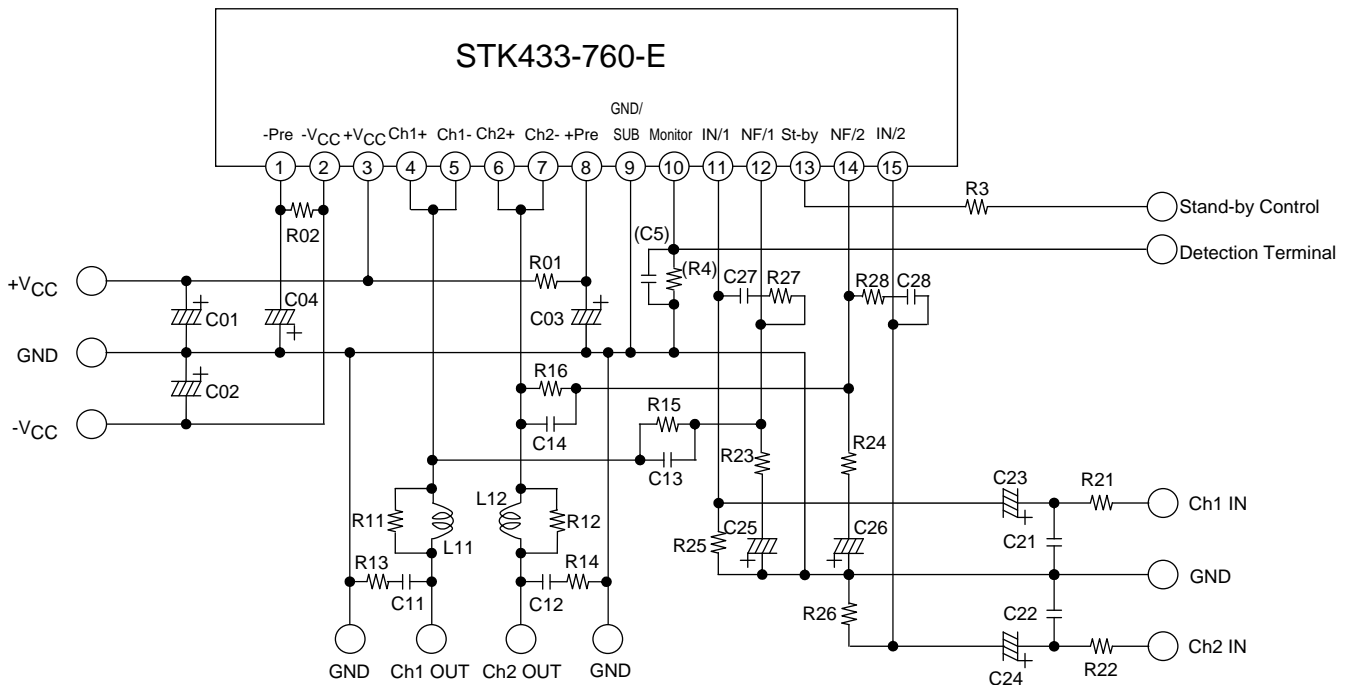 STK433-760-E
GND/
-Pre -VCC +VCC Ch1+ Ch1- Ch2+ Ch2- +Pre SUB Monitor IN/1 NF/1 St-by NF/2 IN/2
1 2 3 4 5 6 7 8 9 10 11 12 13 14 15
R3
Stand-by Control
R02
(C5)
Detection Terminal
+VCC
R01
(R4)
C27 R27
R28 C28
C01
C04
+
+
C03
+
GND
C02
+
R16
-VCC
C14
R15
C13
R23
R24
C23
+
R21
Ch1 IN
R11
L11
L12
R12
R25
C25
+
C26
+
C21
R13
C11
C12
R14
GND
R26
C22
C24
+
R22
Ch2 IN
GND
Ch1 OUT
Ch2 OUT
GND